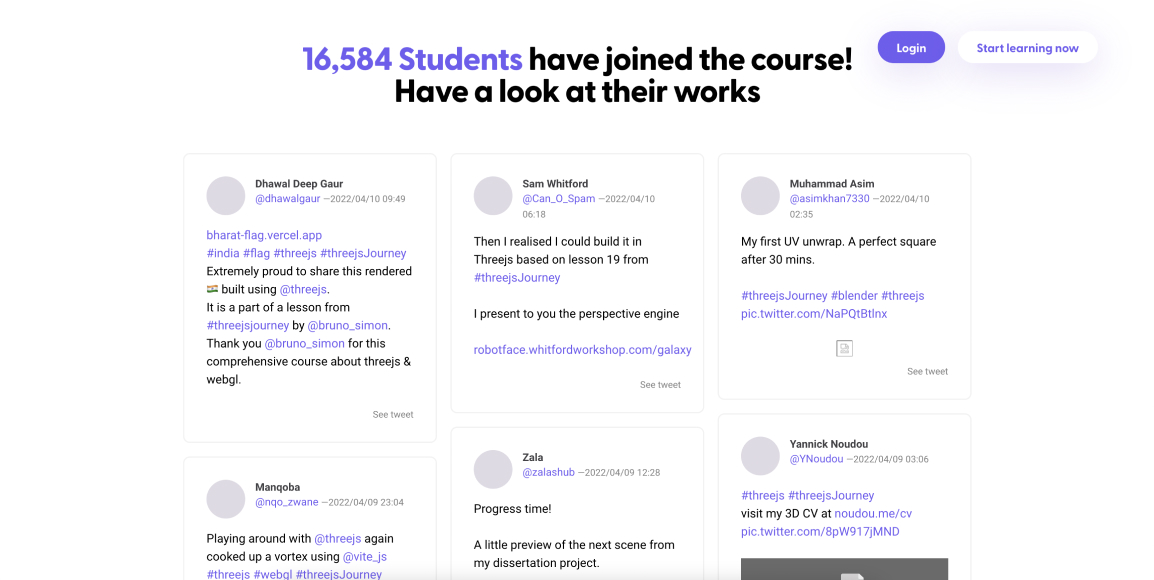 16,584 Students have joined the course!
Have a look at their works
Login
Start learning now
Dhawal Deep Gaur
@dhawalgaur —2022/04/10 09:49
bharat-flag.vercel.app
#india #flag #threejs #threejsJourney
Extremely proud to share this rendered
🇮🇳 built using @threejs.
It is a part of a lesson from
#threejsjourney by @bruno_simon.
Thank you @bruno_simon for this
comprehensive course about threejs &
webgl.
See tweet
Manqoba
@nqo_zwane —2022/04/09 23:04
Playing around with @threejs again
cooked up a vortex using @vite_js
#threejs #webgl #threejsJourney
Sam Whitford
@Can_O_Spam —2022/04/10
06:18
Then I realised I could build it in
Threejs based on lesson 19 from
#threejsJourney
I present to you the perspective engine
robotface.whitfordworkshop.com/galaxy
See tweet
Zala
@zalashub —2022/04/09 12:28
Progress time!
A little preview of the next scene from
my dissertation project.
Muhammad Asim
@asimkhan7330 —2022/04/10
02:35
My first UV unwrap. A perfect square
after 30 mins.
#threejsJourney #blender #threejs
pic.twitter.com/NaPQtBtlnx
See tweet
Yannick Noudou
@YNoudou —2022/04/09 03:06
#threejs #threejsJourney
visit my 3D CV at noudou.me/cv
pic.twitter.com/8pW917jMND